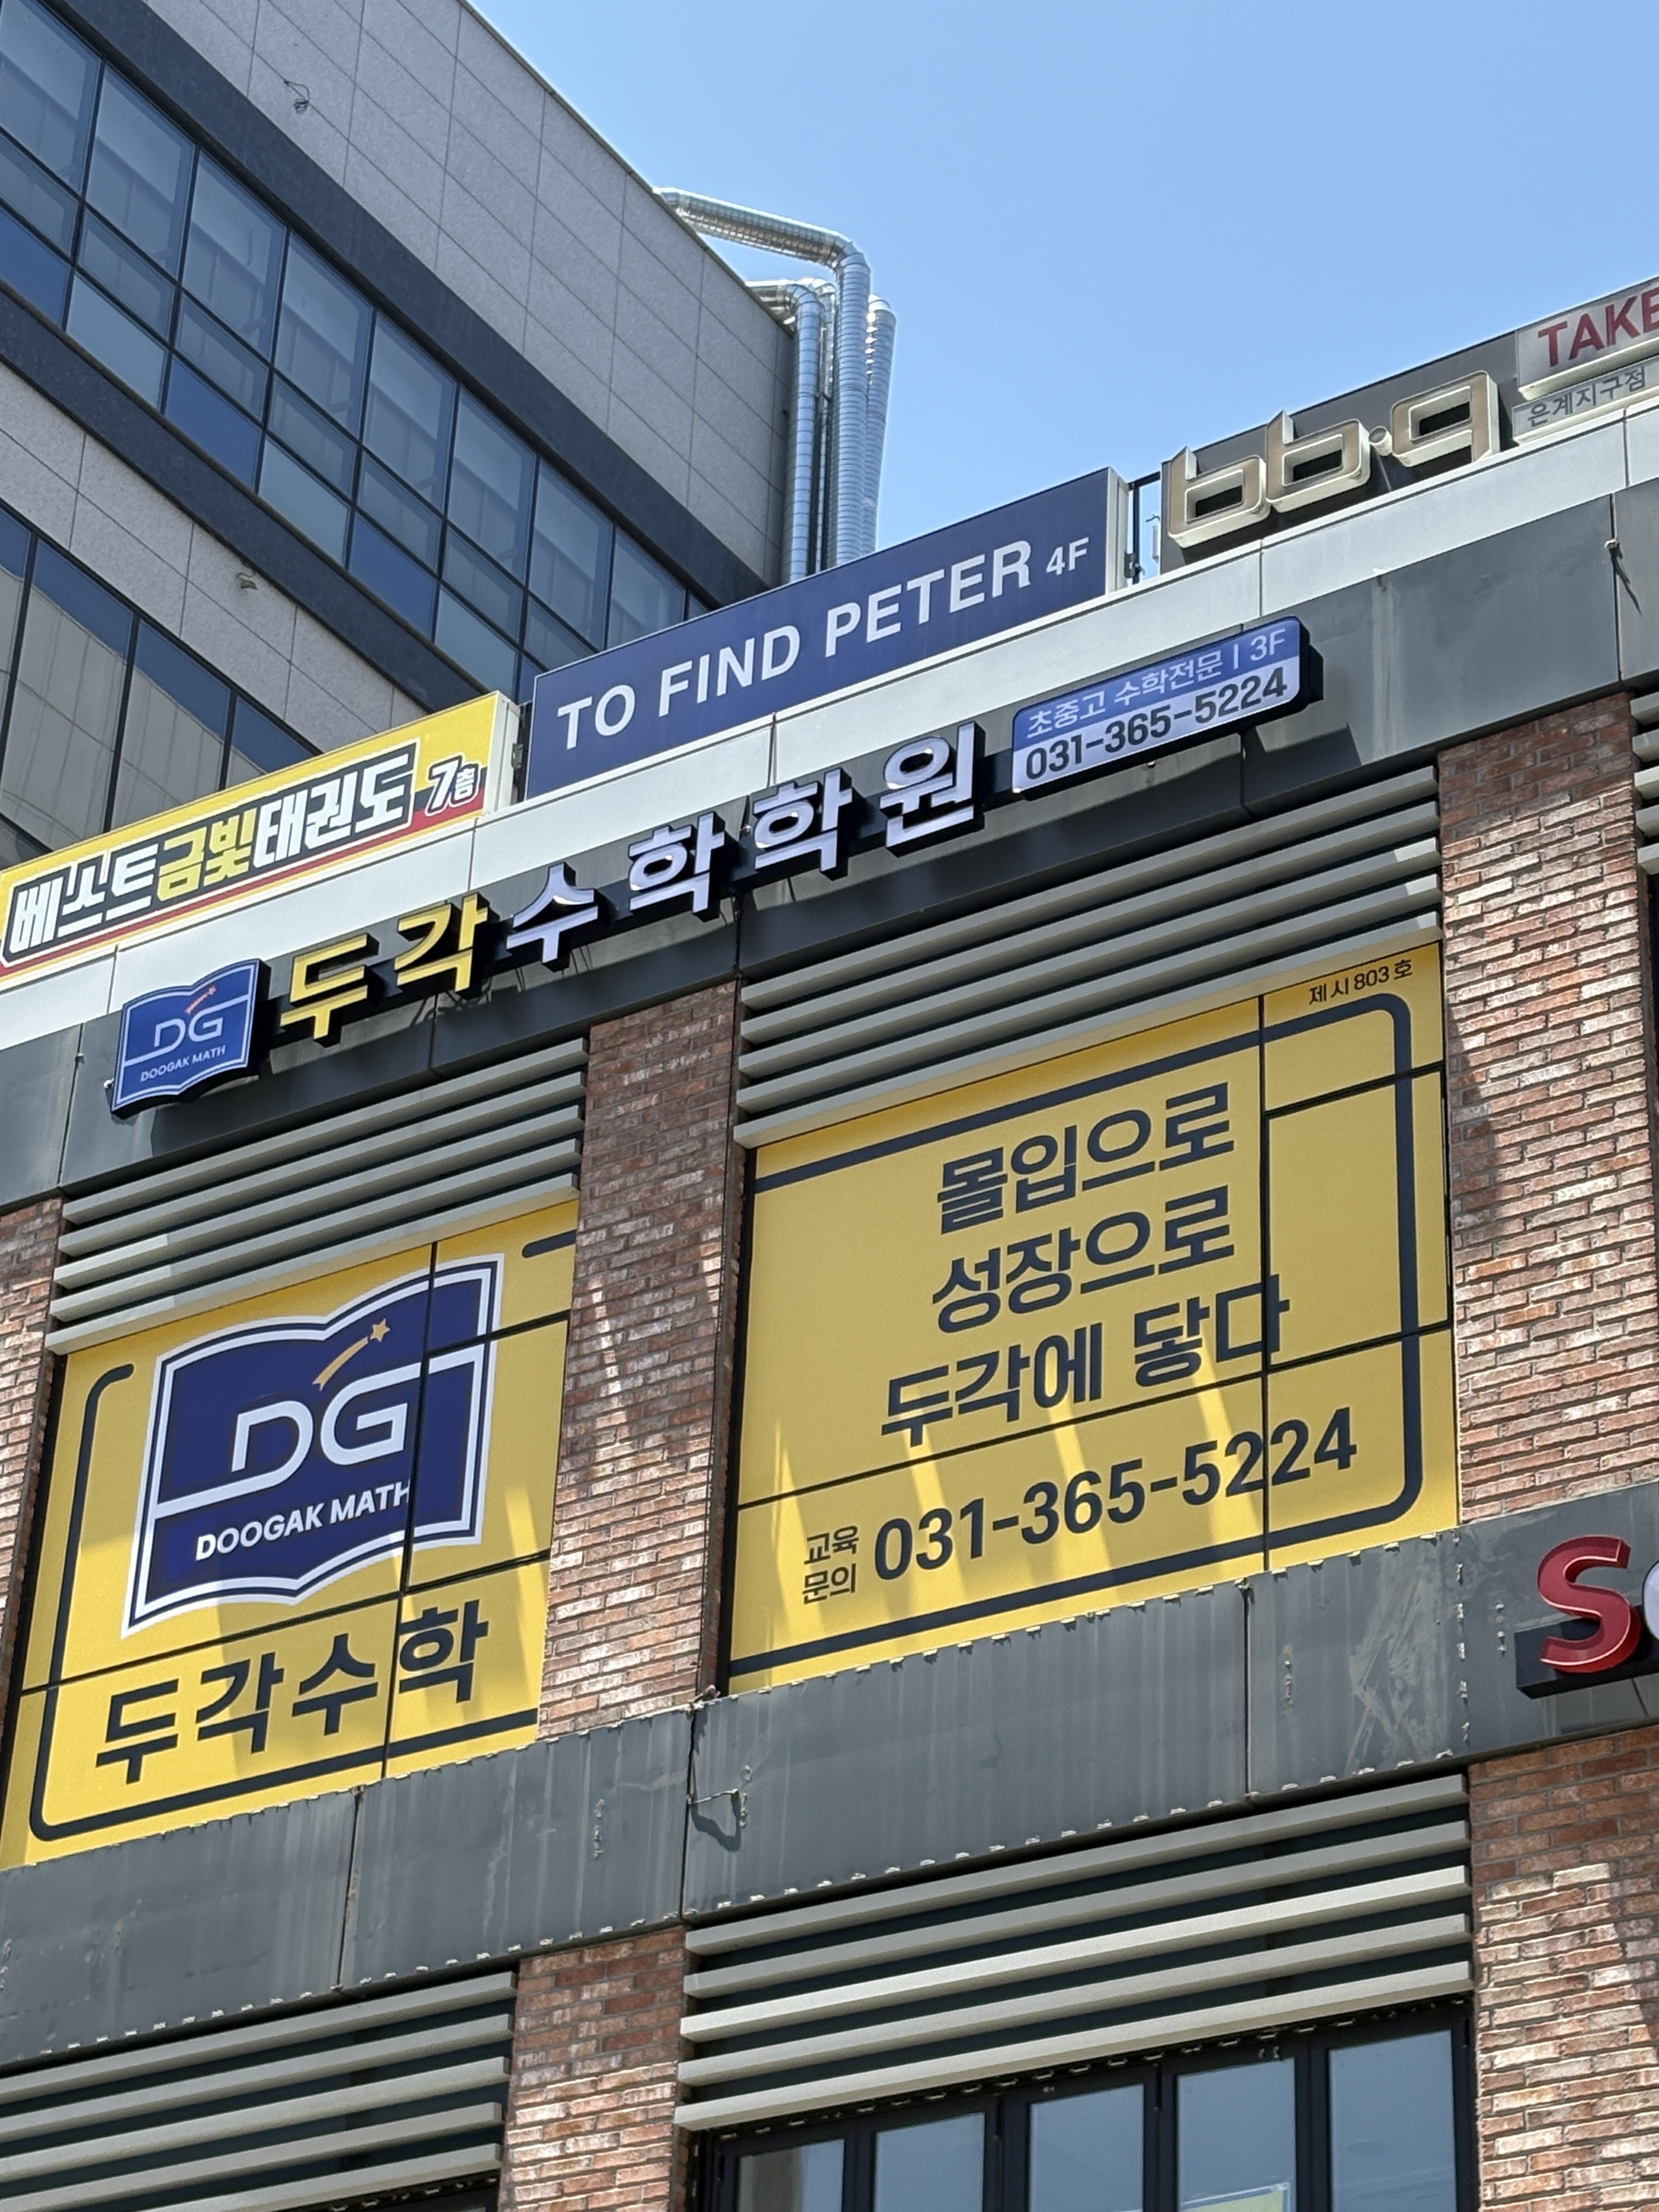 TAKE
은계지구점
bb.q
TO FIND PETER 4F
베스트금빛태권도 7층
초중고 수학전문 | 3F
031-365-5224
두각수학학원
DG
DOOGAK MATH
제 시 803 호
몰입으로
성장으로
두각에 닿다
교육
문의
031-365-5224
DG
DOOGAK MATH
두각수학
S